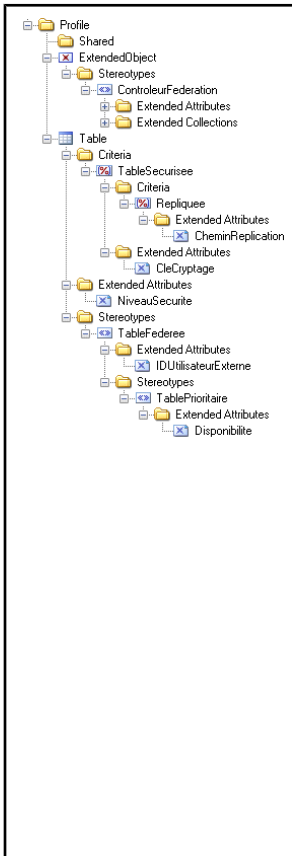 Profile
Shared
ExtendedObject
Stereotypes
ControleurFederation
Extended Attributes
Extended Collections
Table
Criteria
TableSecurisee
Criteria
Repliquee
Extended Attributes
CheminReplication
Extended Attributes
CleCryptage
Extended Attributes
NiveauSecurite
Stereotypes
TableFederee
Extended Attributes
IDUtilisateurExterne
Stereotypes
TablePrioritaire
Extended Attributes
Disponibilite